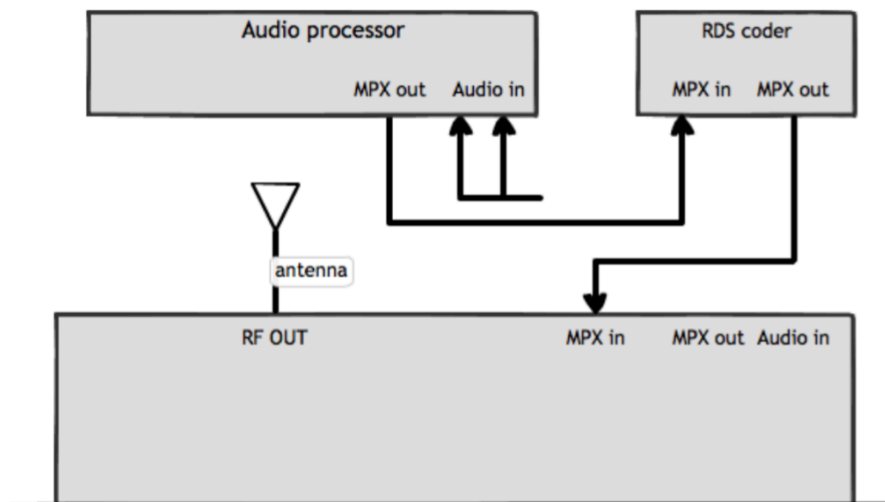 Audio processor
RDS coder
MPX out
Audio in
MPX in
MPX out
antenna
RF OUT
MPX in
MPX out
Audio in